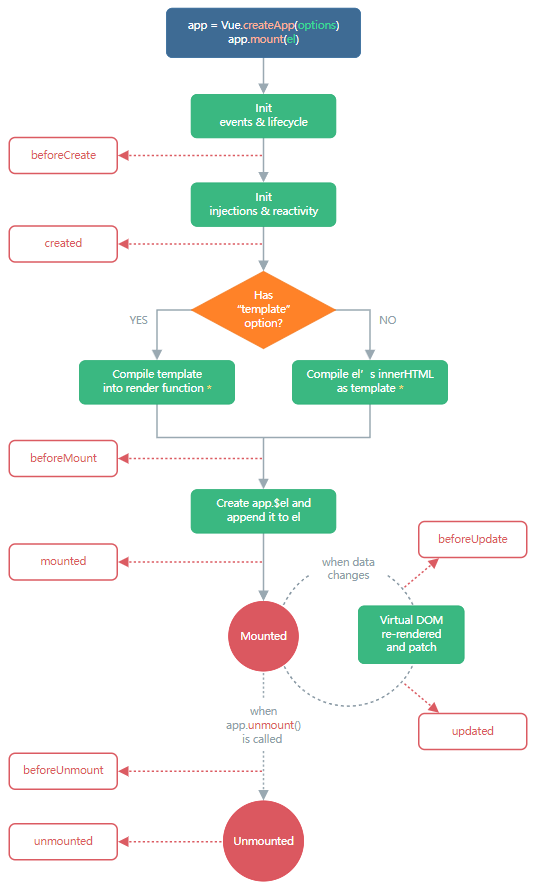 app = Vue.createApp(options)
app.mount(el)
Init
events & lifecycle
beforeCreate
Init
injections & reactivity
created
Has
“template”
option?
YES
NO
Compile template
into render function *
Compile el’s innerHTML
as template *
beforeMount
Create app.$el and
append it to el
mounted
beforeUpdate
when data
changes
Mounted
Virtual DOM
re-rendered
and patch
when
app.unmount()
is called
updated
beforeUnmount
unmounted
Unmounted